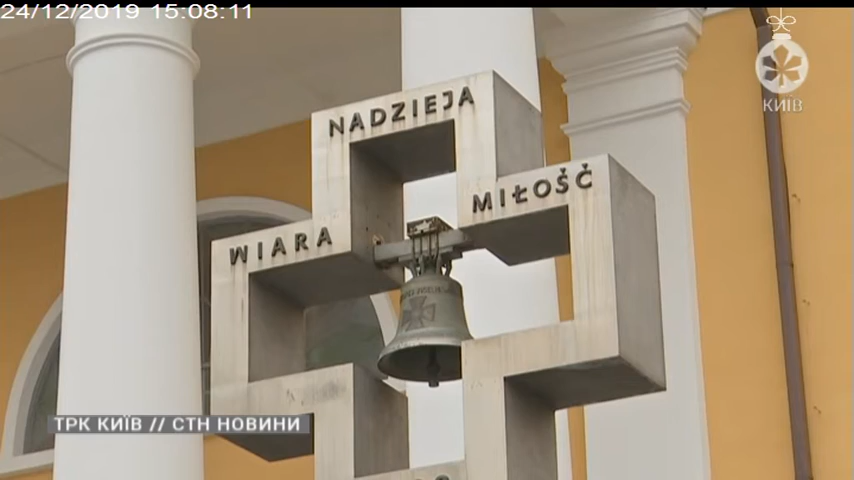 24/12/2019 15:08:11
КИЇВ
NADZIEJA
MIŁOŚĆ
WIARA
ТРК КИЇВ // СТН НОВИНИ